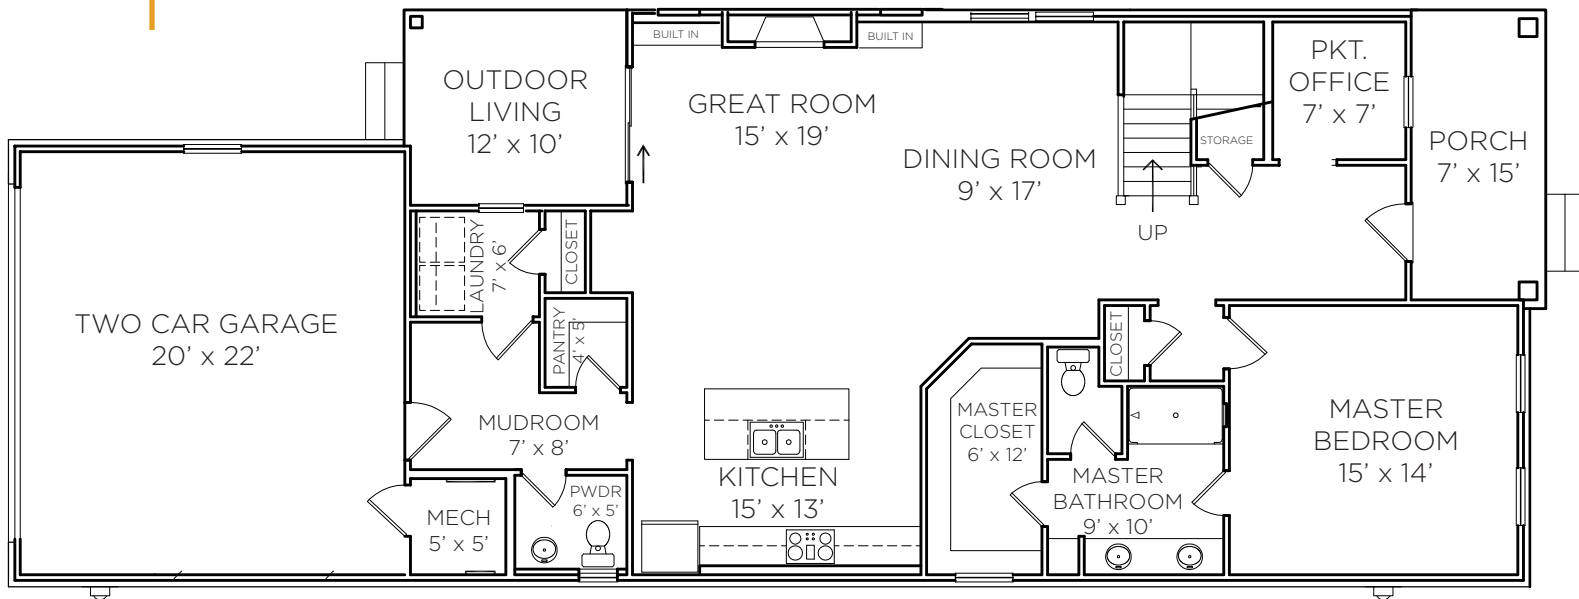 BUILT IN
BUILT IN
OUTDOOR
LIVING
12' x 10'
GREAT ROOM
15' x 19'
DINING ROOM
9' x 17'
UP
STORAGE
PKT.
OFFICE
7' x 7'
PORCH
7' x 15'
TWO CAR GARAGE
20' x 22'
LAUNDRY
7' x 6'
CLOSET
PANTRY
4' x 5'
MUDROOM
7' x 8'
MECH
5' x 5'
PWDR
6' x 5'
KITCHEN
15' x 13'
MASTER
CLOSET
6' x 12'
CLOSET
MASTER
BATHROOM
9' x 10'
MASTER
BEDROOM
15' x 14'